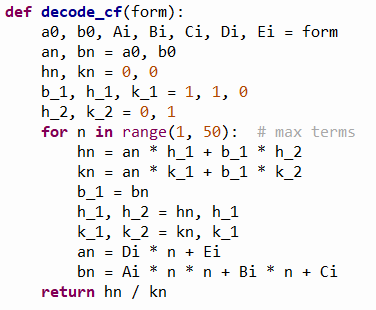 def decode_cf(form):
    a0, b0, Ai, Bi, Ci, Di, Ei = form
    an, bn = a0, b0
    hn, kn = 0, 0
    b_1, h_1, k_1 = 1, 1, 0
    h_2, k_2 = 0, 1
    for n in range(1, 50):  # max terms
        hn = an * h_1 + b_1 * h_2
        kn = an * k_1 + b_1 * k_2
        b_1 = bn
        h_1, h_2 = hn, h_1
        k_1, k_2 = kn, k_1
        an = Di * n + Ei
        bn = Ai * n * n + Bi * n + Ci
    return hn / kn